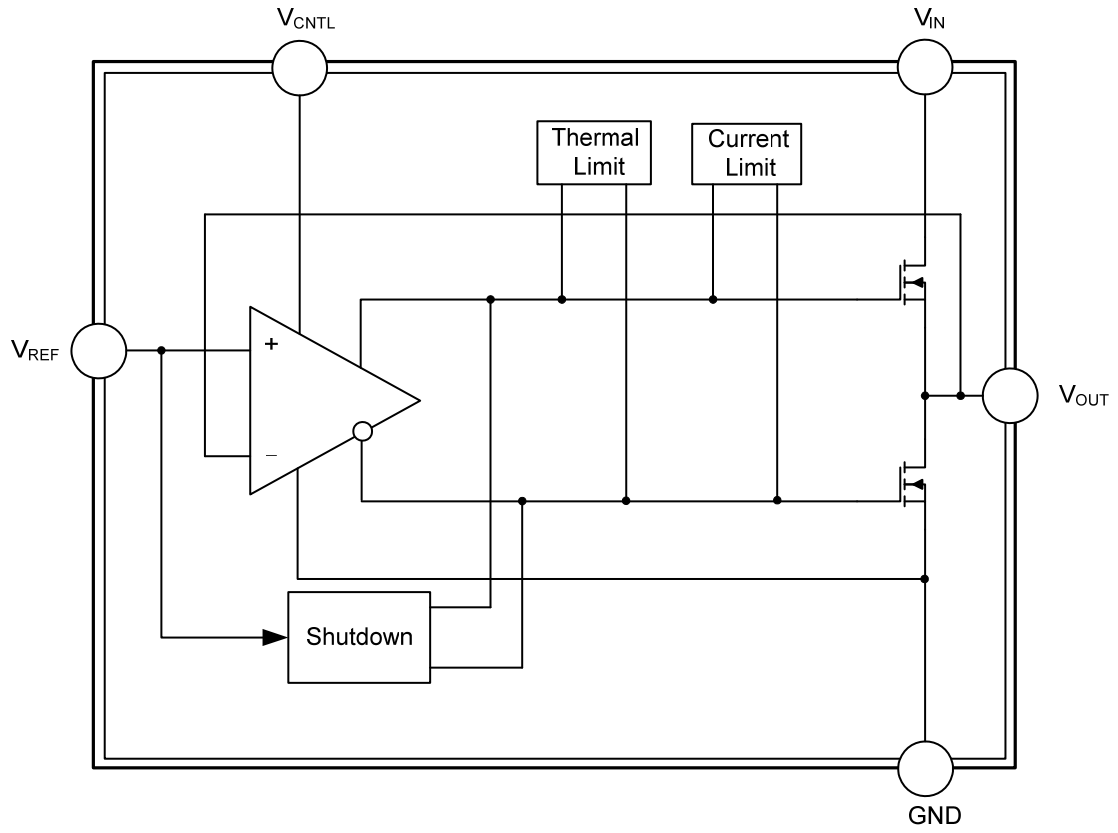 VCNTL
VIN
Thermal
Limit
Current
Limit
VREF
+
−
VOUT
Shutdown
GND